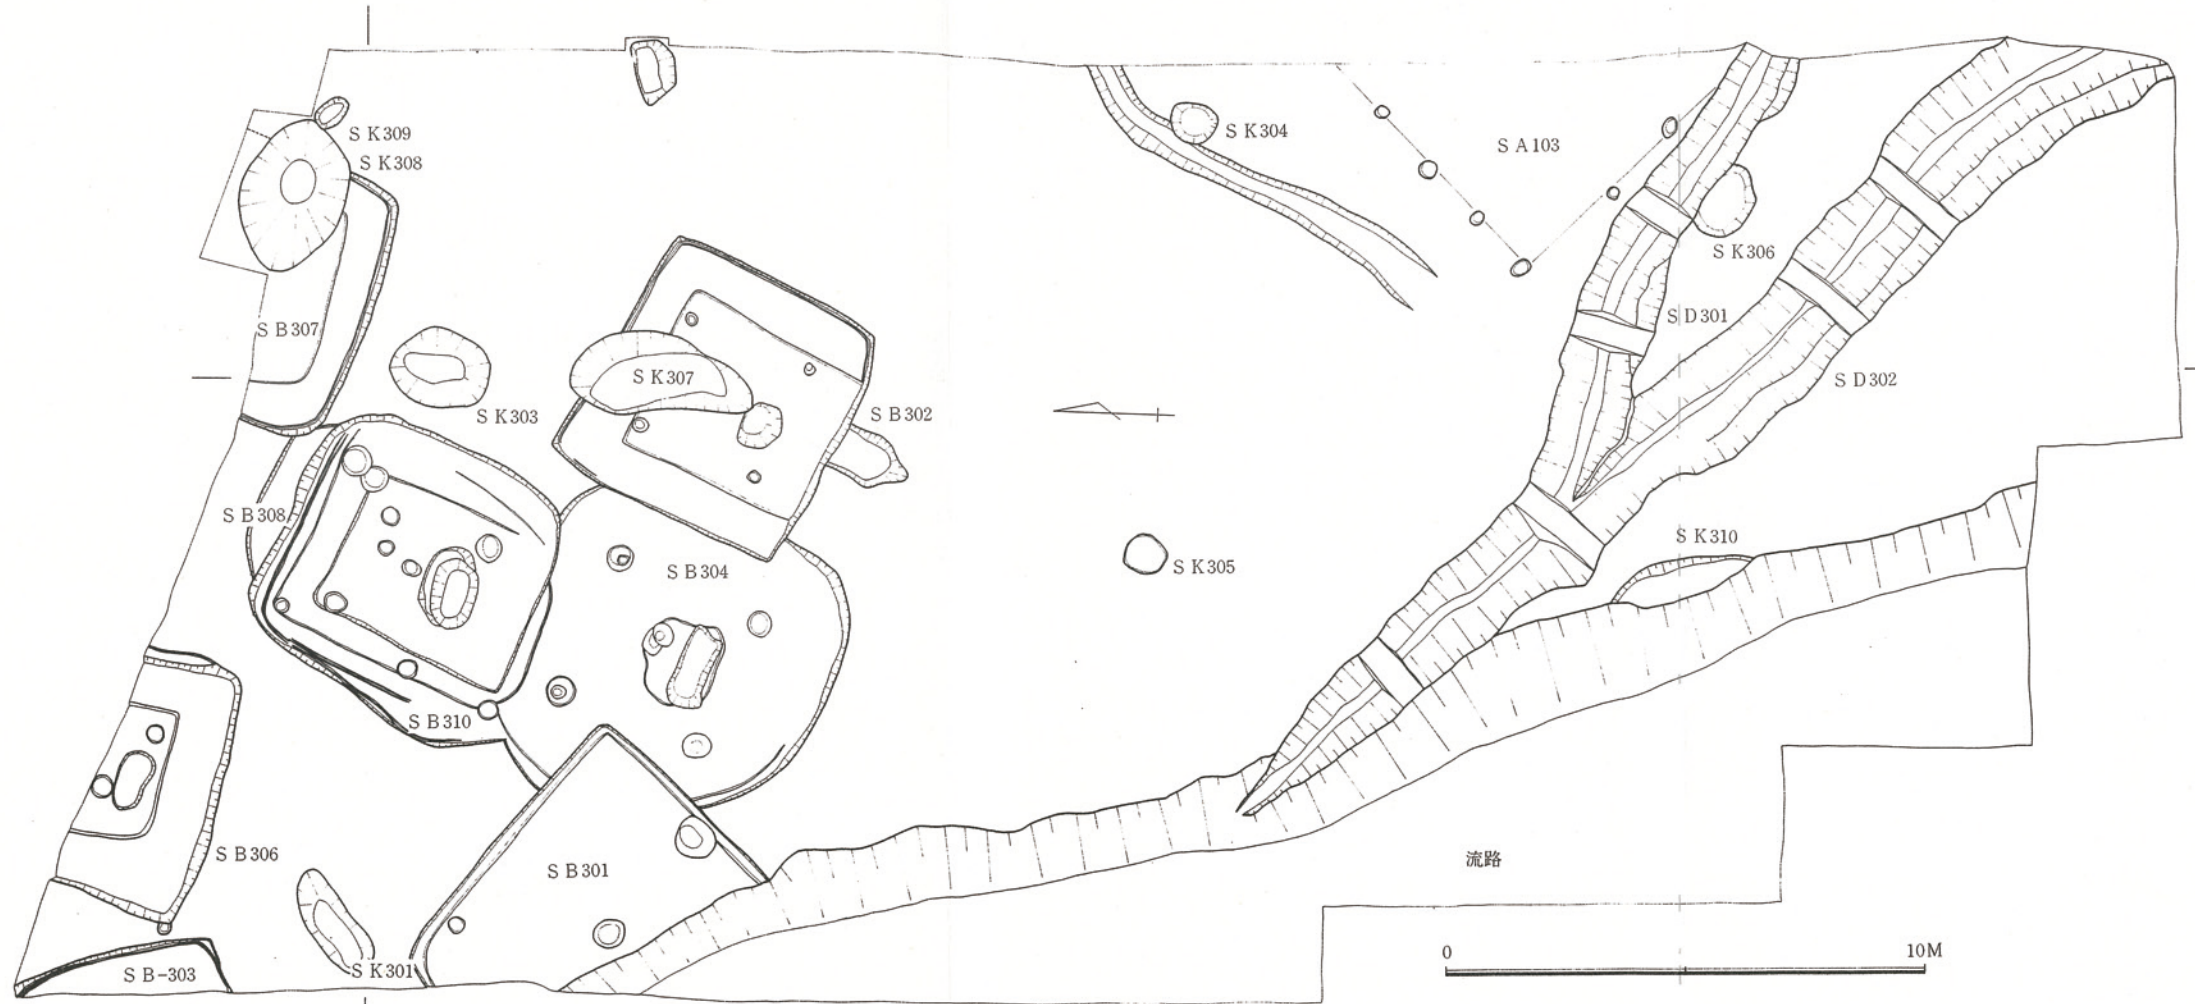 S K309
S K308
S K304
S A103
S K306
S B307
S D301
S K307
S D302
S K303
S B302
S B308
S B304
S K305
S K310
S B310
S B306
S B301
流路
S B-303
S K301
0
10M